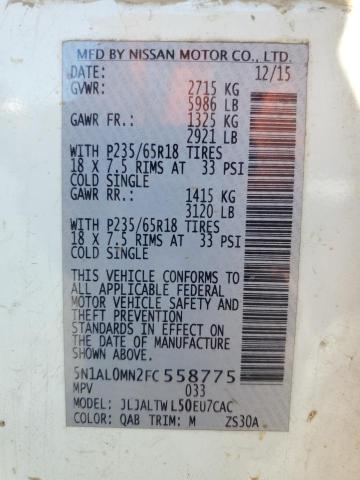 MFD BY NISSAN MOTOR CO., LTD.
DATE: 12/15
GVWR: 2715 KG
5986 LB
GAWR FR.: 1325 KG
2921 LB
WITH P235/65R18 TIRES
18 X 7.5 RIMS AT 33 PSI
COLD SINGLE
GAWR RR.: 1415 KG
3120 LB
WITH P235/65R18 TIRES
18 X 7.5 RIMS AT 33 PSI
COLD SINGLE
THIS VEHICLE CONFORMS TO
ALL APPLICABLE FEDERAL
MOTOR VEHICLE SAFETY AND
THEFT PREVENTION
STANDARDS IN EFFECT ON
THE DATE OF MANUFACTURE
SHOWN ABOVE.
5N1AL0MN2FC558775
MPV 033
MODEL: JLJALTWL50EU7CAC
COLOR: QAB TRIM: M ZS30A